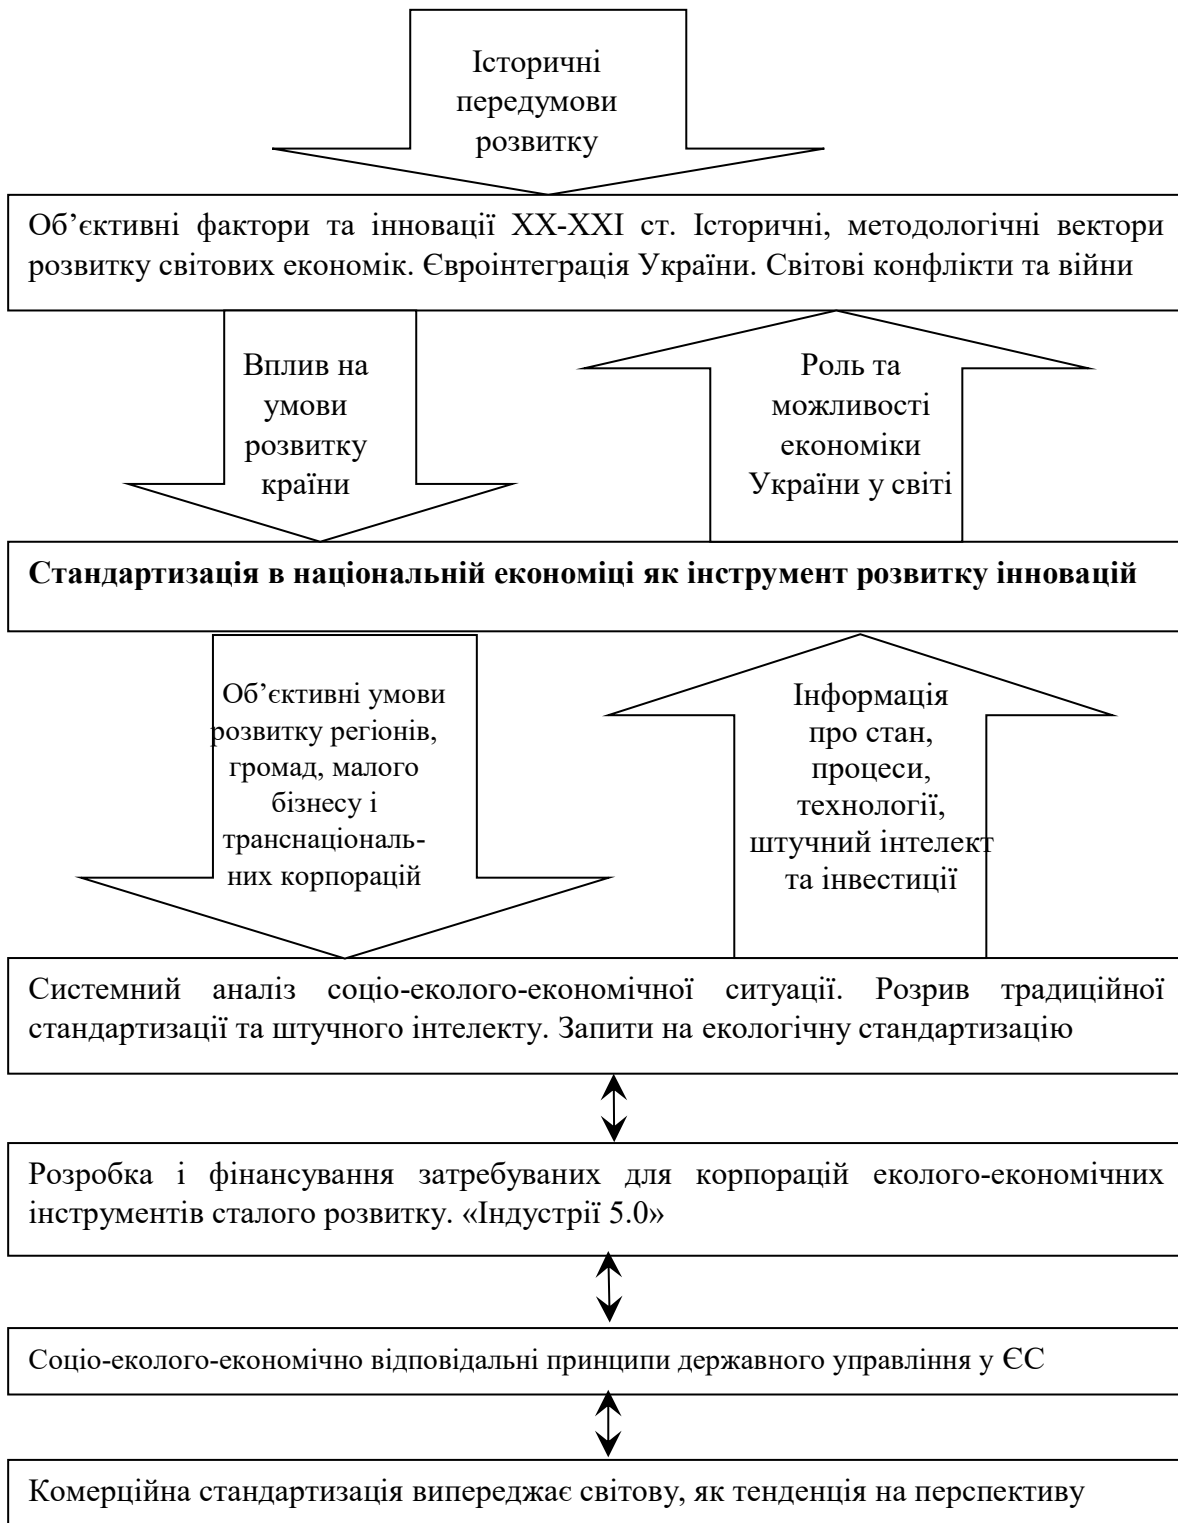 Історичні
передумови
розвитку
Об’єктивні фактори та інновації ХХ-ХХІ ст. Історичні, методологічні вектори
розвитку світових економік. Євроінтеграція України. Світові конфлікти та війни
Вплив на
умови
розвитку
країни
Роль та
можливості
економіки
України у світі
Стандартизація в національній економіці як інструмент розвитку інновацій
Об’єктивні умови
розвитку регіонів,
громад, малого
бізнесу і
транснаціональ-
них корпорацій
Інформація
про стан,
процеси,
технології,
штучний інтелект
та інвестиції
Системний аналіз соціо-еколого-економічної ситуації. Розрив традиційної
стандартизації та штучного інтелекту. Запити на екологічну стандартизацію
Розробка і фінансування затребуваних для корпорацій еколого-економічних
інструментів сталого розвитку. «Індустрії 5.0»
Соціо-еколого-економічно відповідальні принципи державного управління у ЄС
Комерційна стандартизація випереджає світову, як тенденція на перспективу